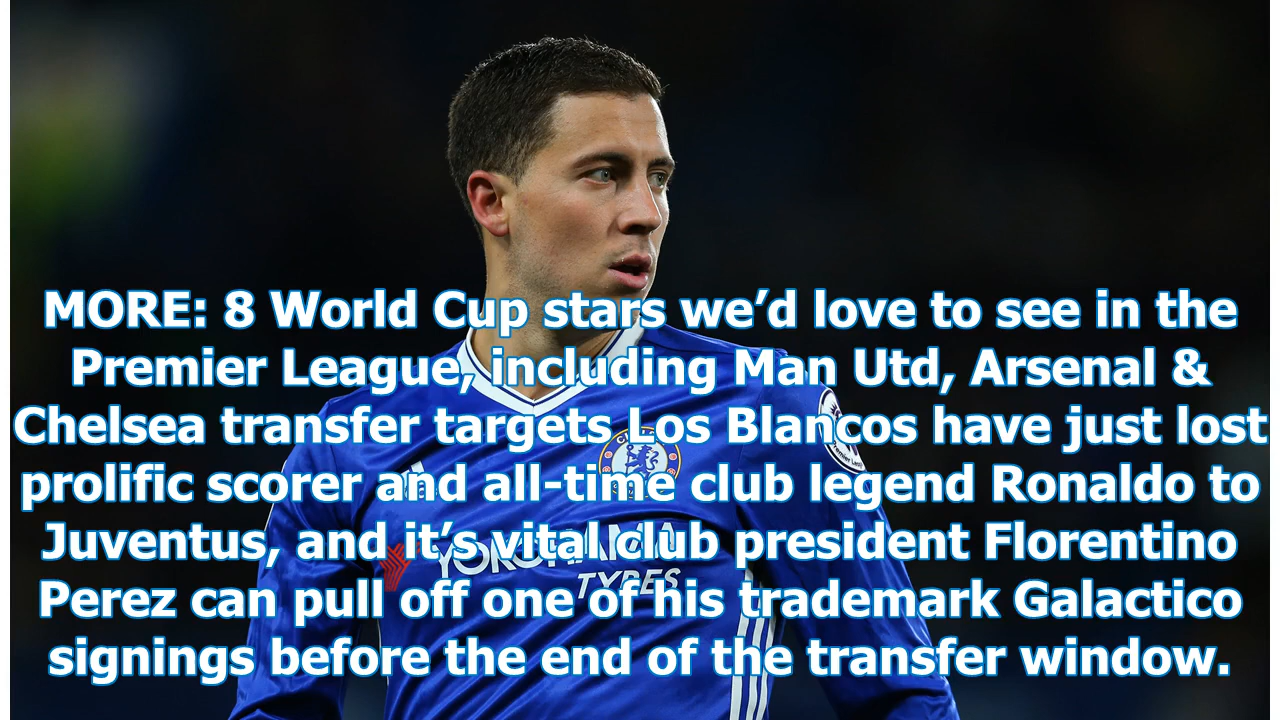 MORE: 8 World Cup stars we’d love to see in the
Premier League, including Man Utd, Arsenal &
Chelsea transfer targets Los Blancos have just lost
prolific scorer and all-time club legend Ronaldo to
Juventus, and it’s vital club president Florentino
Perez can pull off one of his trademark Galactico
signings before the end of the transfer window.
YOKOHAMA
TYRES